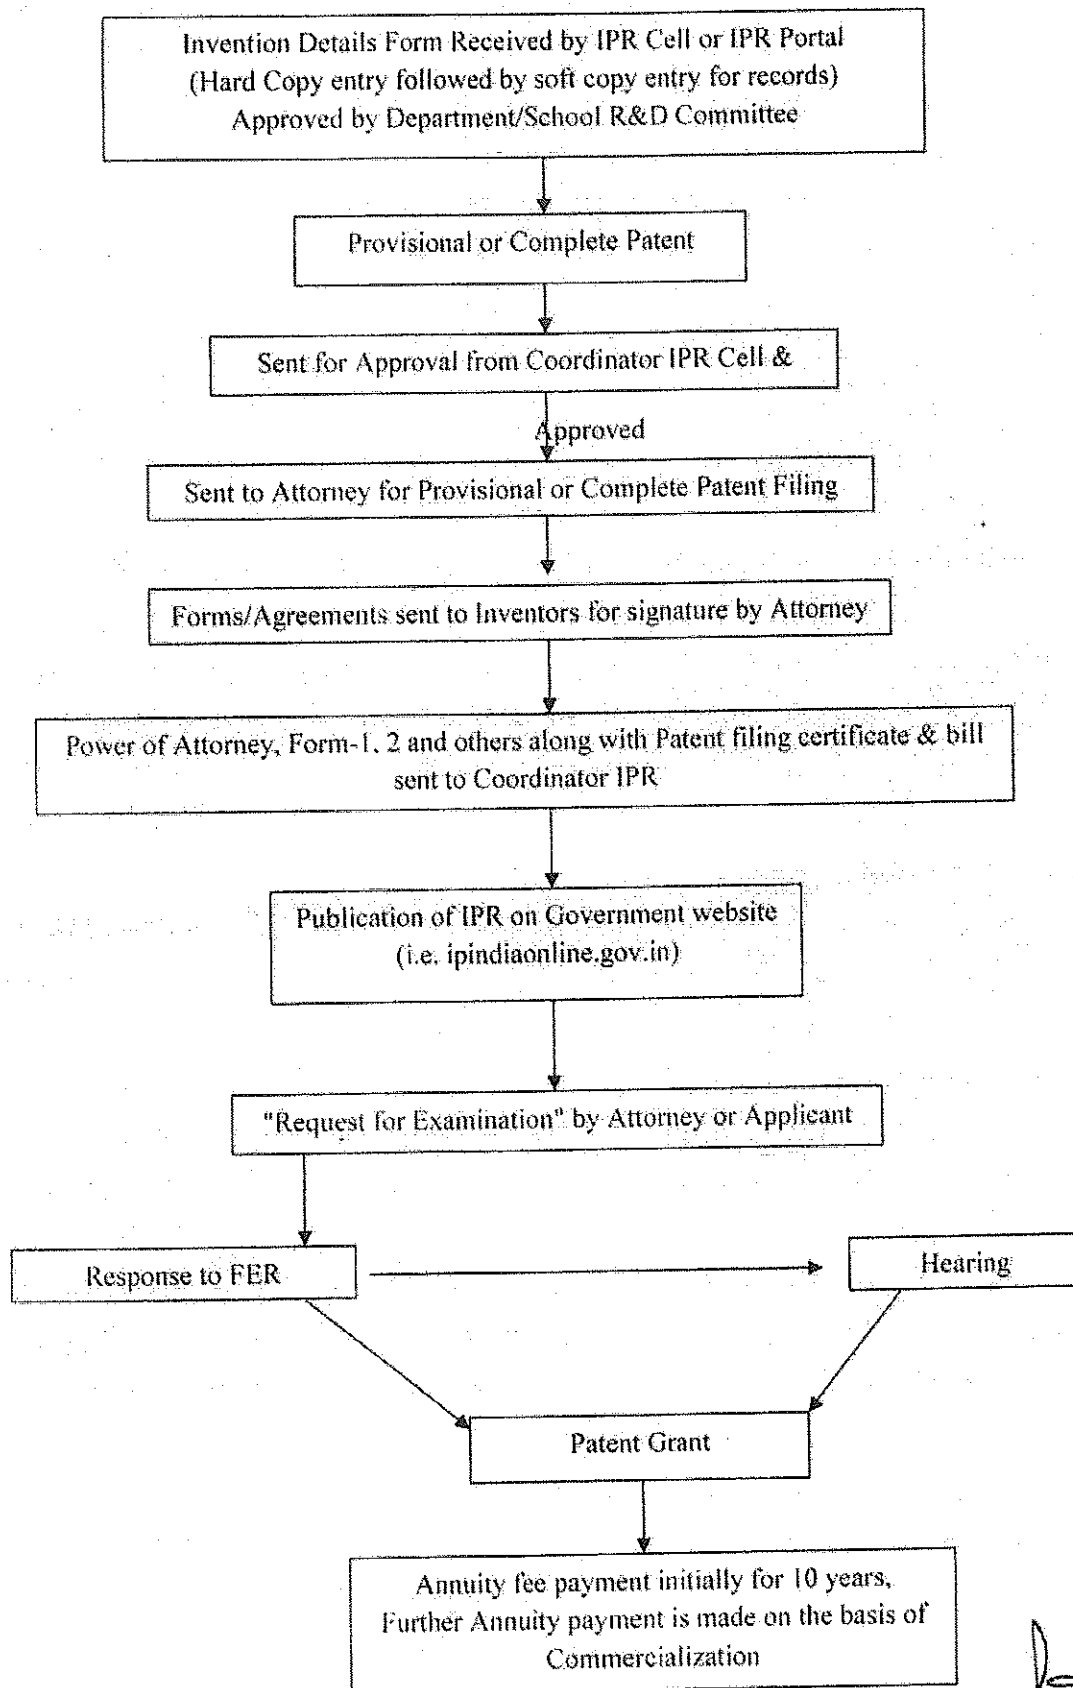 Invention Details Form Received by IPR Cell or IPR Portal
(Hard Copy entry followed by soft copy entry for records)
Approved by Department/School R&D Committee
Provisional or Complete Patent
Sent for Approval from Coordinator IPR Cell &
Approved
Sent to Attorney for Provisional or Complete Patent Filing
Forms/Agreements sent to Inventors for signature by Attorney
Power of Attorney, Form-1, 2 and others along with Patent filing certificate & bill
sent to Coordinator IPR
Publication of IPR on Government website
(i.e. ipindiaonline.gov.in)
"Request for Examination" by Attorney or Applicant
Response to FER
Hearing
Patent Grant
Annuity fee payment initially for 10 years,
Further Annuity payment is made on the basis of
Commercialization